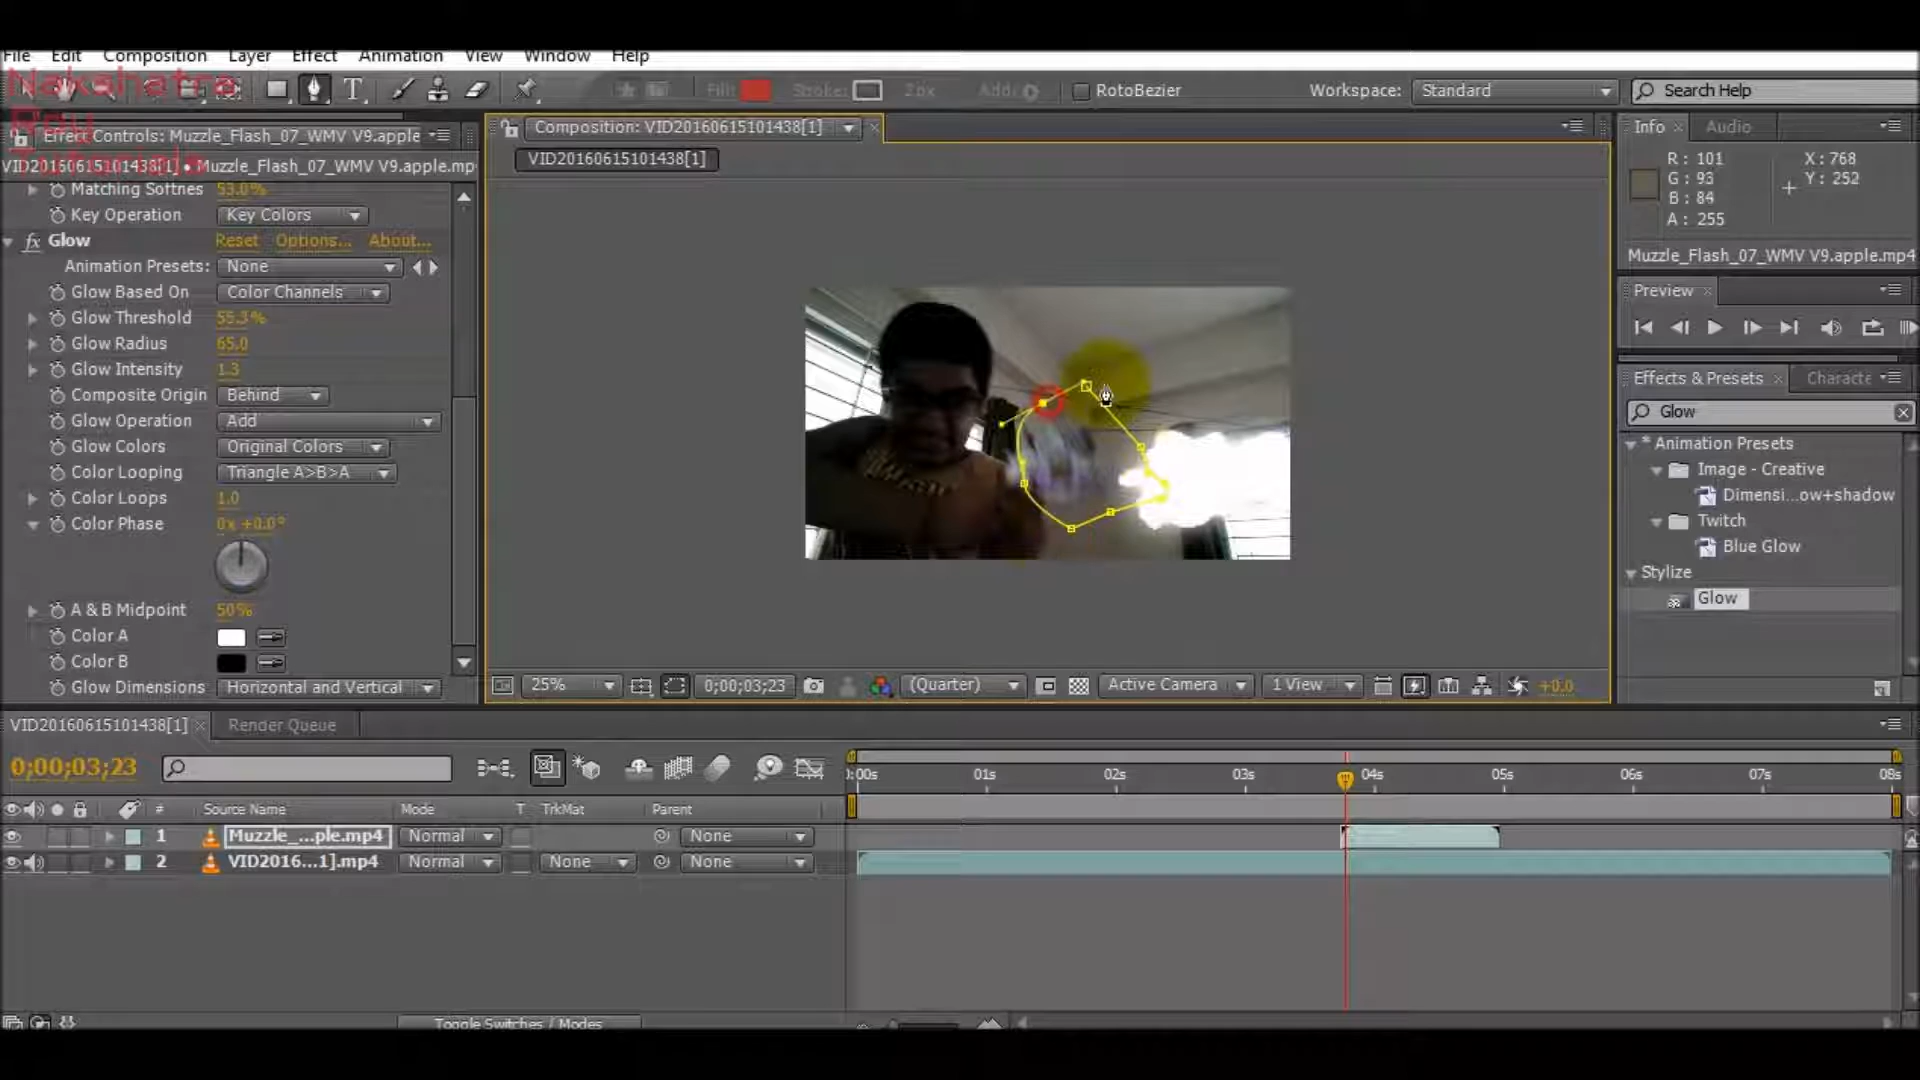 File Edit Composition Layer Effect Animation View Window Help
Nakshatra
Roy
Tutorials
T Fill: Stroke: 2 px Add: RotoBezier Workspace: Standard Search Help
Effect Controls: Muzzle_Flash_07_WMV V9.apple
VID20160615101438[1] • Muzzle_Flash_07_WMV V9.apple.mp
Matching Softnes 53.0%
Key Operation Key Colors
fx Glow Reset Options... About...
Animation Presets: None
Glow Based On Color Channels
Glow Threshold 55.3%
Glow Radius 65.0
Glow Intensity 1.3
Composite Origin Behind
Glow Operation Add
Glow Colors Original Colors
Color Looping Triangle A>B>A
Color Loops 1.0
Color Phase 0x +0.0°
A & B Midpoint 50%
Color A
Color B
Glow Dimensions Horizontal and Vertical
Composition: VID20160615101438[1]
VID20160615101438[1]
25% 0;00;03;23 (Quarter) Active Camera 1 View +0.0
Info Audio
R: 101 X: 768
G: 93 Y: 252
B: 84
A: 255
Muzzle_Flash_07_WMV V9.apple.mp4
Preview
Effects & Presets Characte
Glow
* Animation Presets
Image - Creative
Dimensi...ow+shadow
Twitch
Blue Glow
Stylize
Glow
VID20160615101438[1] Render Queue
0;00;03;23
0:00s 01s 02s 03s 04s 05s 06s 07s 08s
# Source Name Mode T TrkMat Parent
1 Muzzle_...ple.mp4 Normal None
2 VID2016...1].mp4 Normal None None
Toggle Switches / Modes